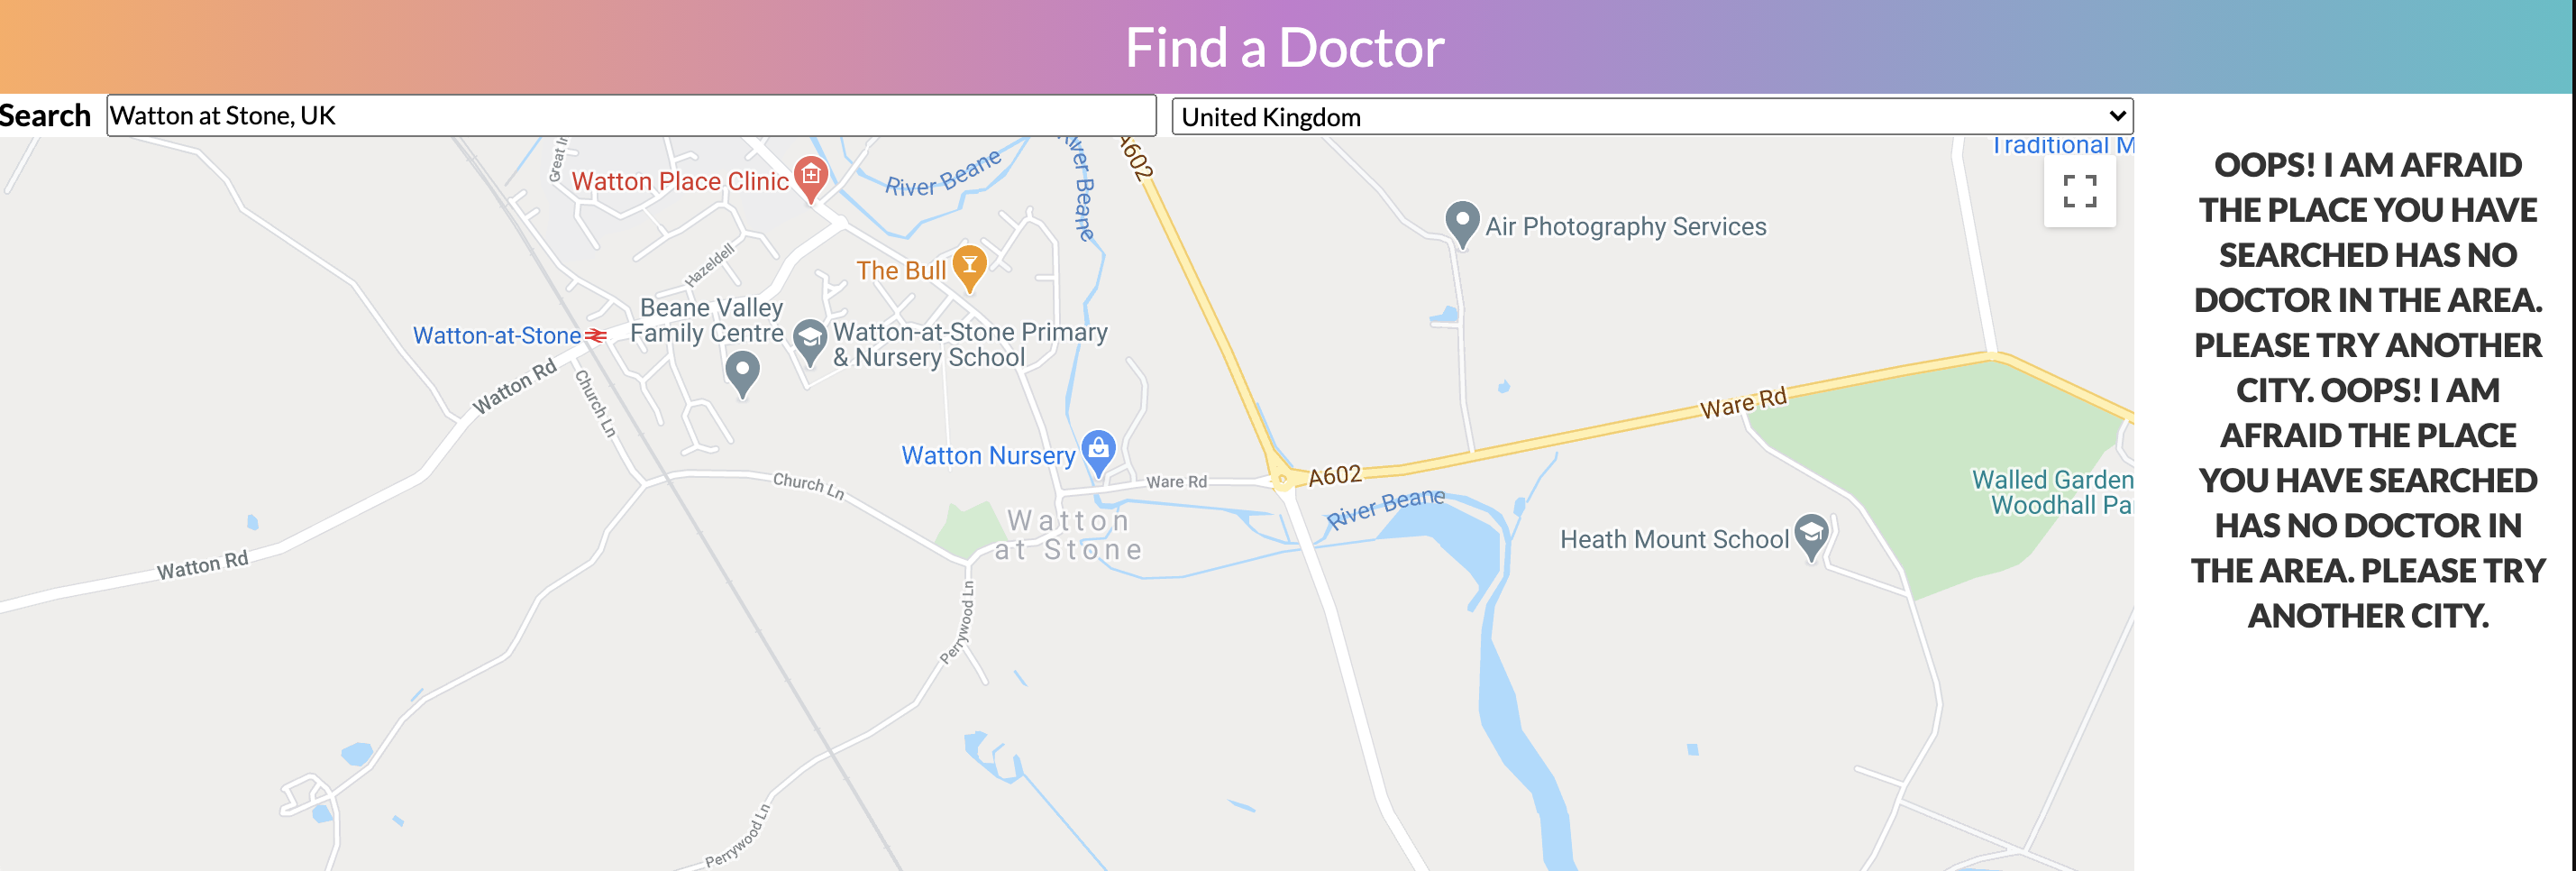 Find a Doctor
Search
Watton at Stone, UK
United Kingdom
OOPS! I AM AFRAID
THE PLACE YOU HAVE
SEARCHED HAS NO
DOCTOR IN THE AREA.
PLEASE TRY ANOTHER
CITY. OOPS! I AM
AFRAID THE PLACE
YOU HAVE SEARCHED
HAS NO DOCTOR IN
THE AREA. PLEASE TRY
ANOTHER CITY.
Traditional M
Great
A602
River Beane
River Beane
Watton Place Clinic
Air Photography Services
Hazeldell
The Bull
Beane Valley
Family Centre
Watton-at-Stone Primary
& Nursery School
Watton-at-Stone
Watton Rd
Church Ln
Ware Rd
Watton Nursery
Church Ln
Ware Rd
A602
River Beane
Walled Garden
Woodhall Pa
Watton
at Stone
Heath Mount School
Watton Rd
Perrywood Ln
Perrywood Ln